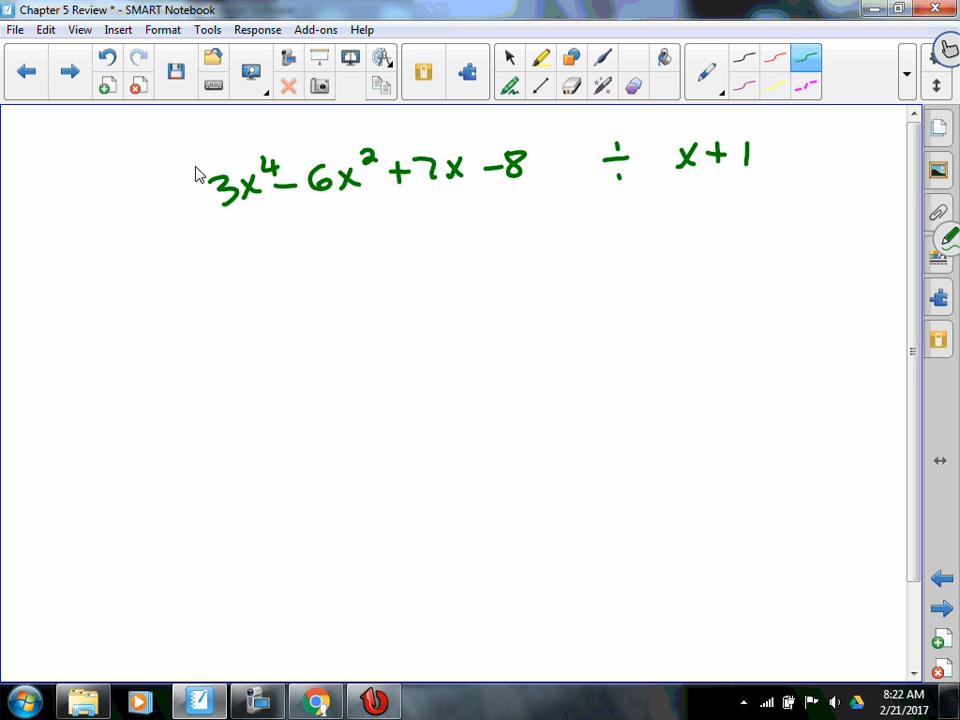 Chapter 5 Review * - SMART Notebook
File Edit View Insert Format Tools Response Add-ons Help
3x⁴ - 6x² + 7x - 8 ÷ x + 1
8:22 AM
2/21/2017